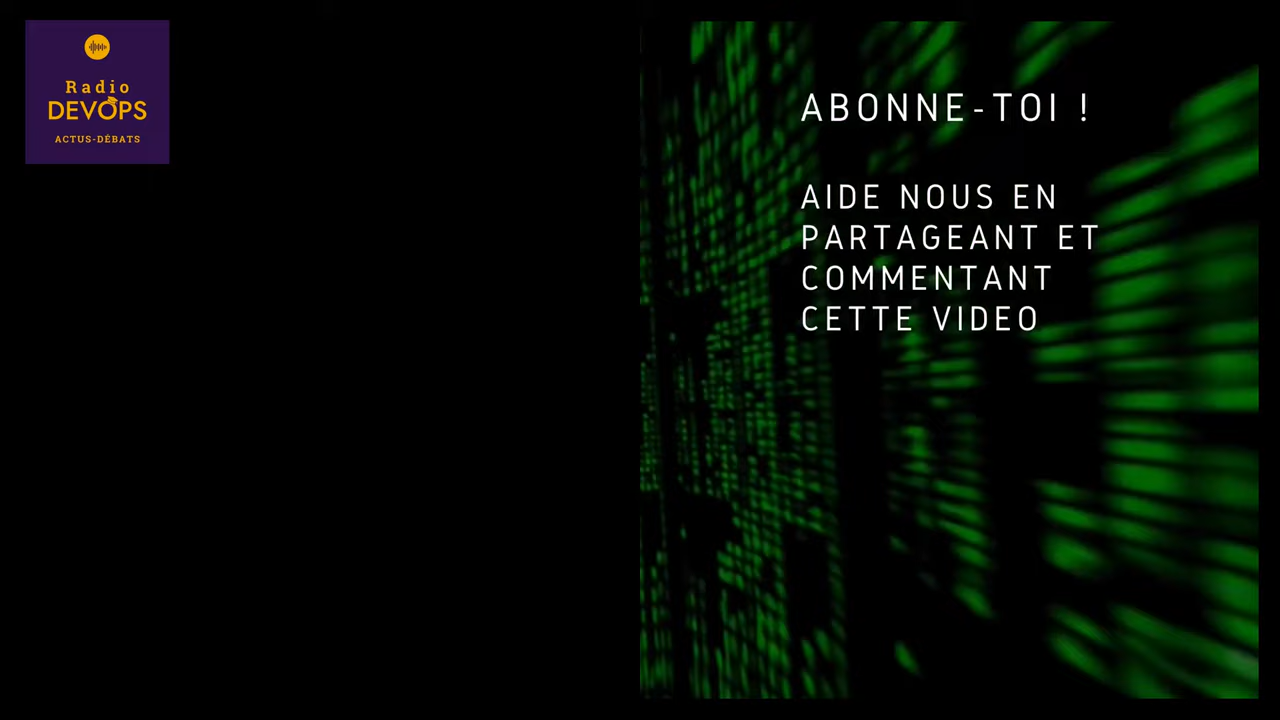 Radio
DEVOPS
ACTUS-DÉBATS
ABONNE-TOI !
AIDE NOUS EN
PARTAGEANT ET
COMMENTANT
CETTE VIDEO